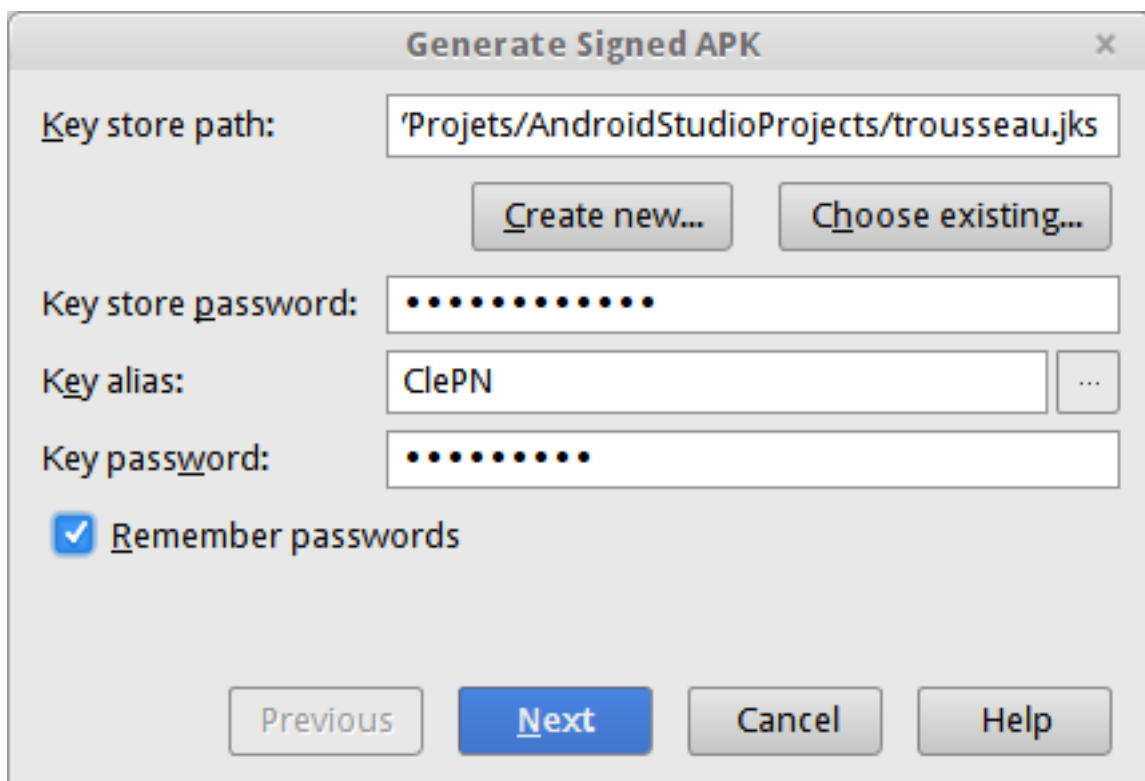 Generate Signed APK ×
Key store path: /Projets/AndroidStudioProjects/trousseau.jks
Create new... Choose existing...
Key store password: ••••••••••••
Key alias: ClePN ...
Key password: •••••••••
Remember passwords
Previous Next Cancel Help